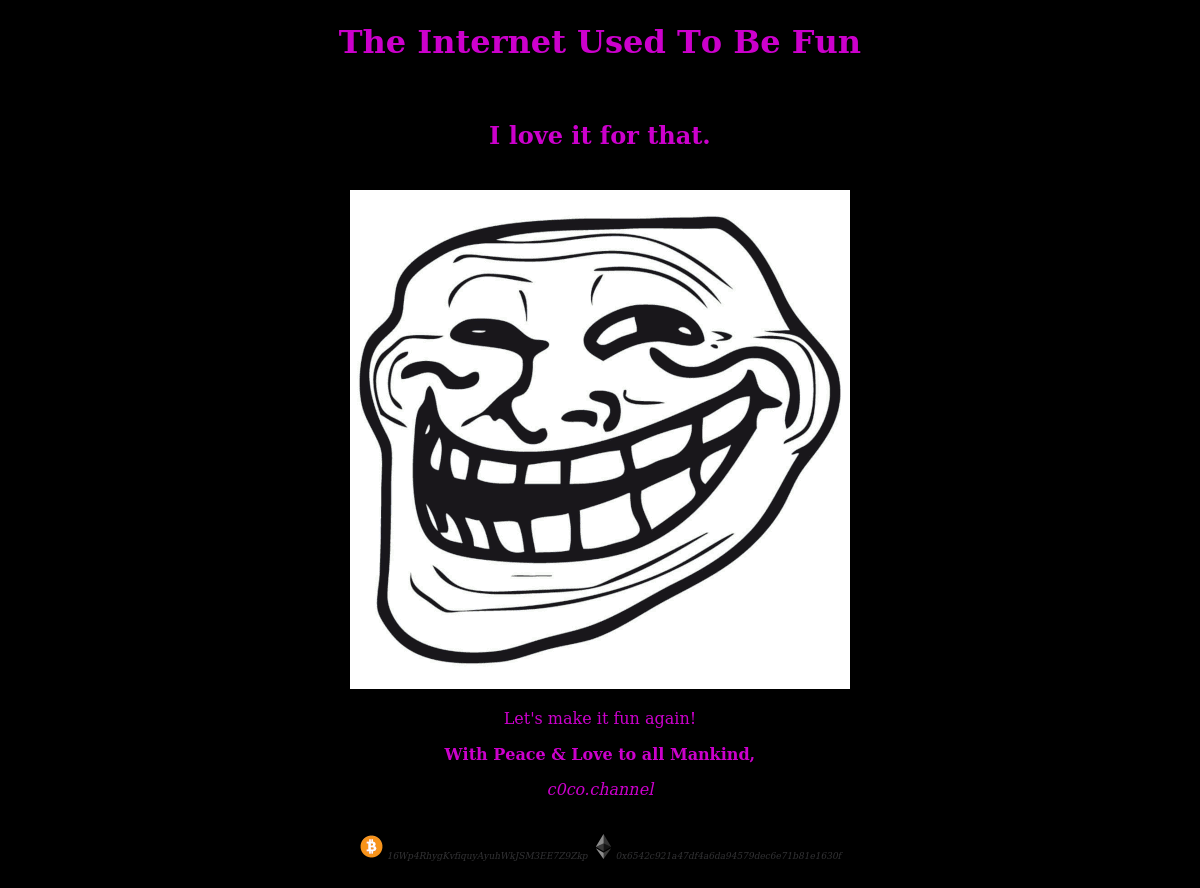 The Internet Used To Be Fun
I love it for that.
Let's make it fun again!
With Peace & Love to all Mankind,
c0co.channel
16Wp4RhygKvfiquyAyuhWkJSM3EE7Z9Zkp 0x6542c921a47df4a6da94579dec6e71b81e1630f